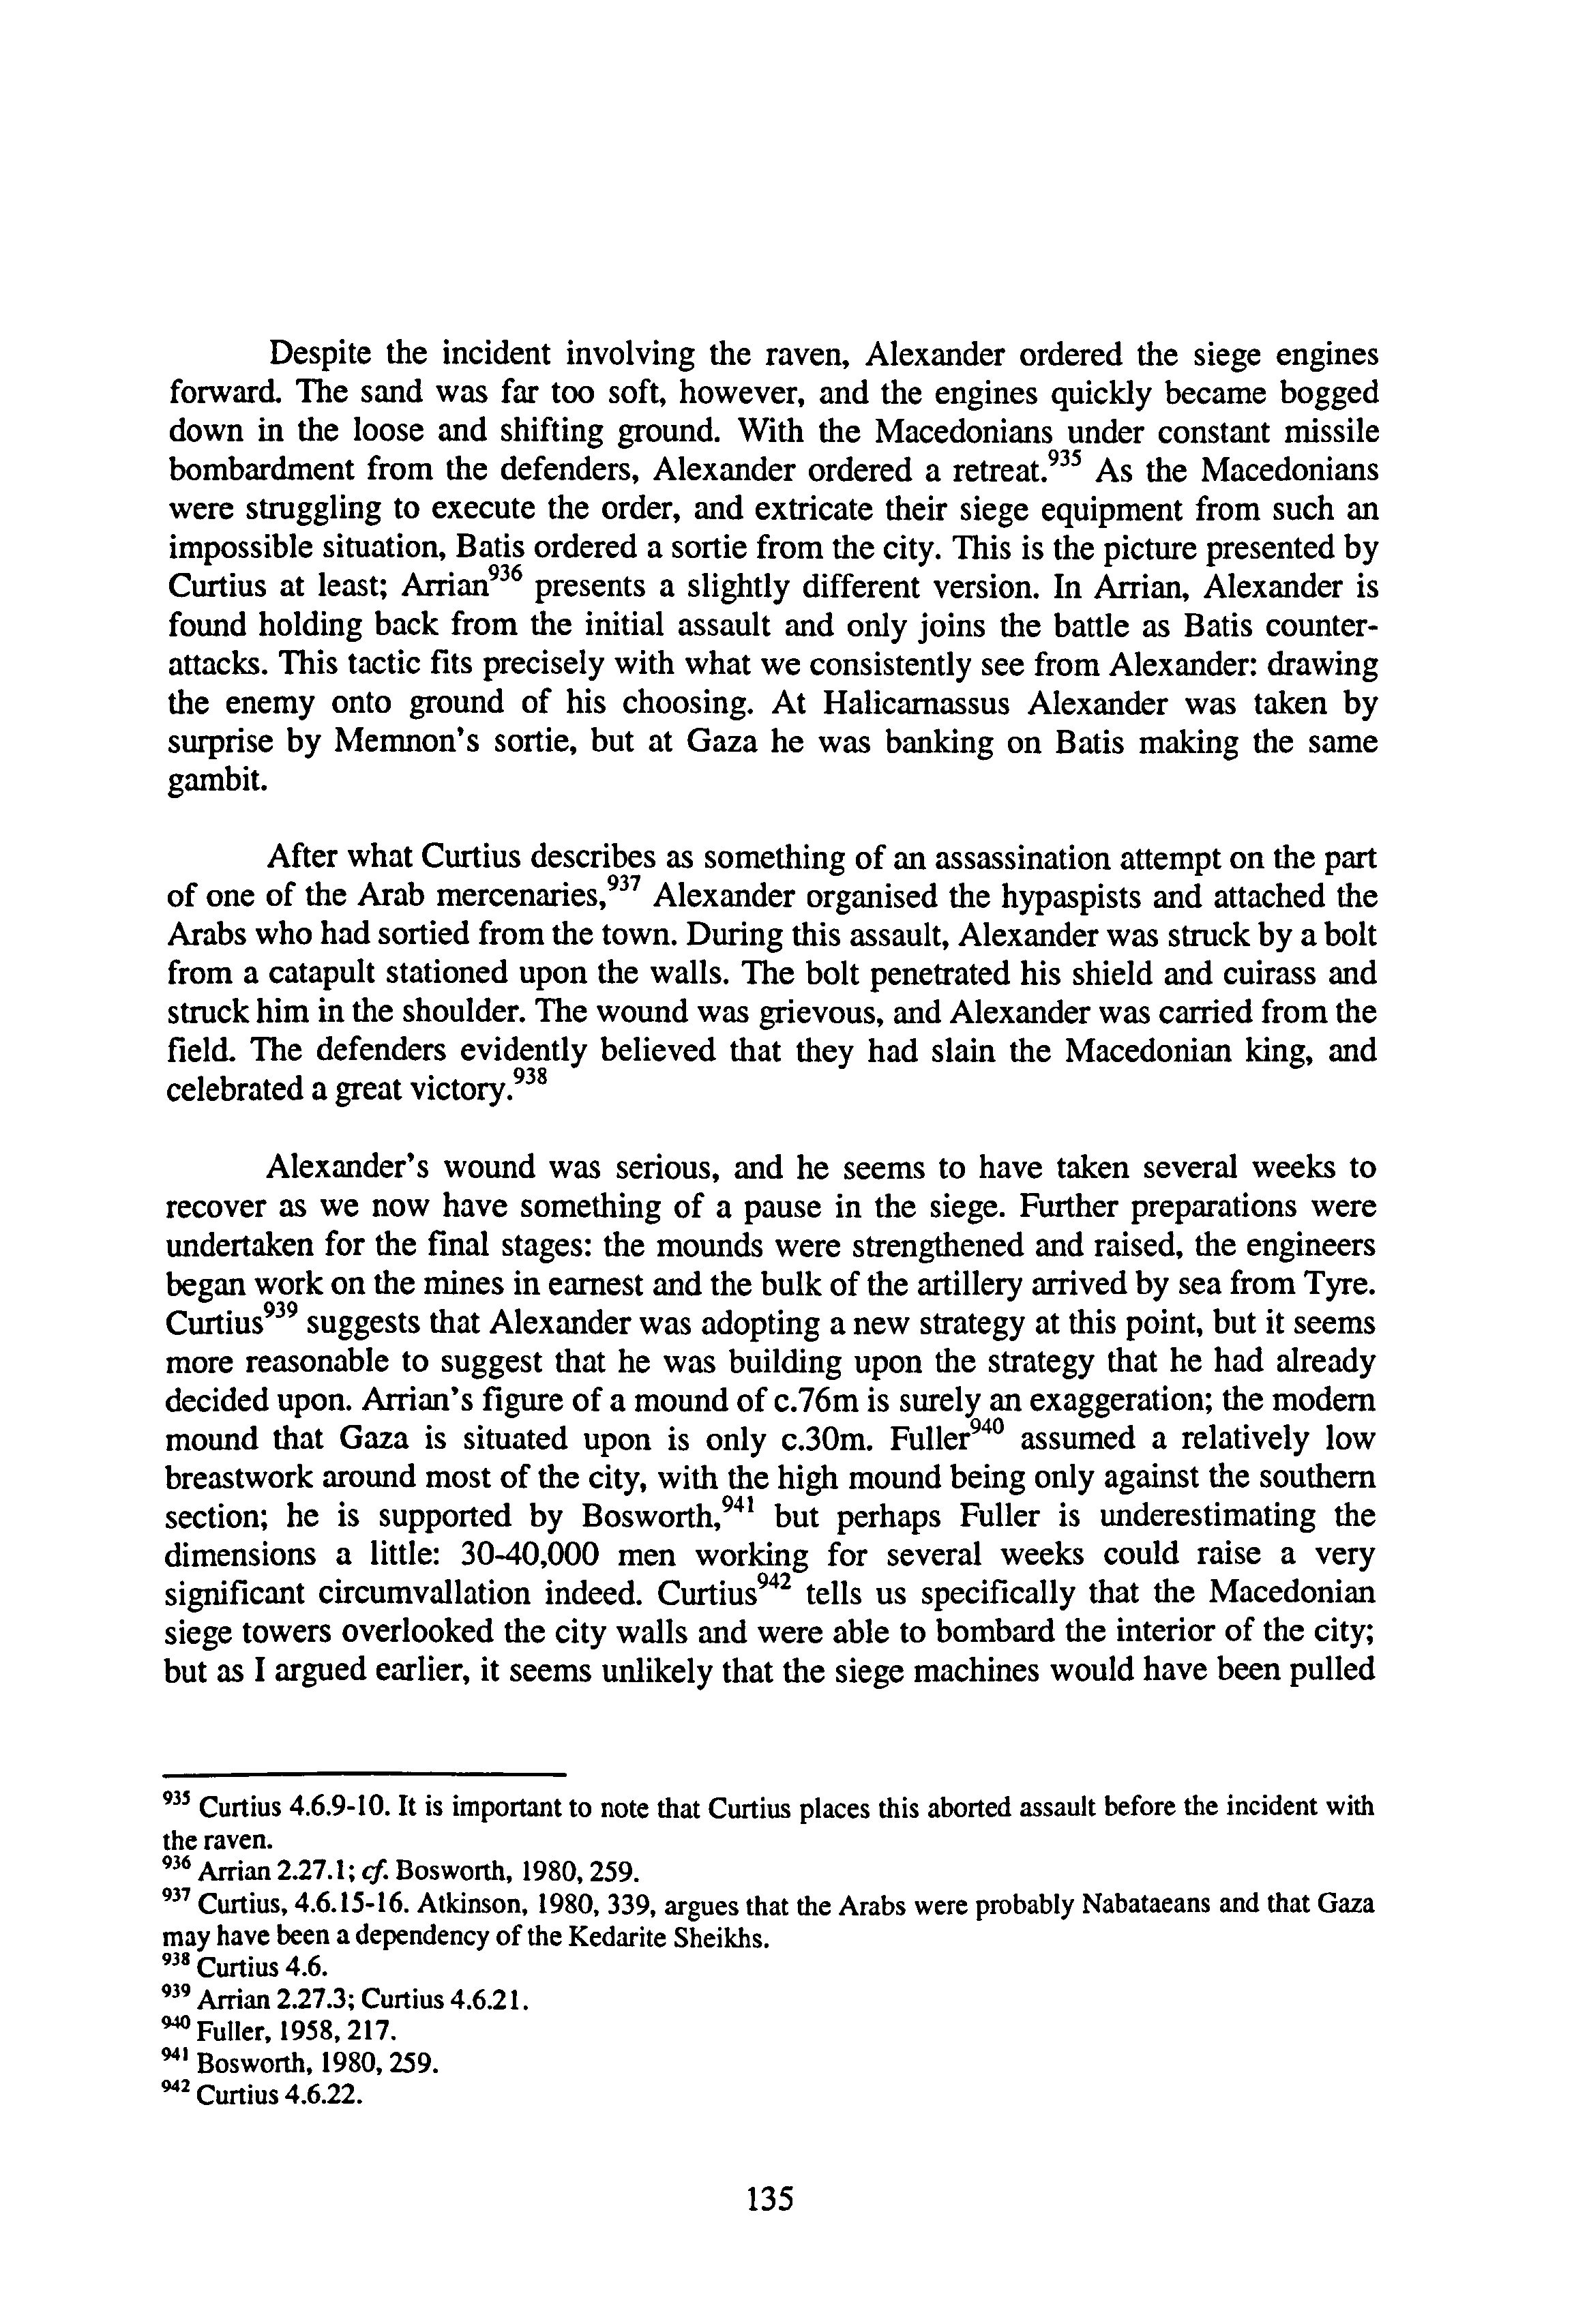 Despite the incident involving the raven, Alexander ordered the siege engines
forward. The sand was far too soft, however, and the engines quickly became bogged
down in the loose and shifting ground. With the Macedonians under constant missile
bombardment from the defenders, Alexander ordered a retreat.935 As the Macedonians
were struggling to execute the order, and extricate their siege equipment from such an
impossible situation, Batis ordered a sortie from the city. This is the picture presented by
Curtius at least; Arrian936 presents a slightly different version. In Arrian, Alexander is
found holding back from the initial assault and only joins the battle as Batis counter-
attacks. This tactic fits precisely with what we consistently see from Alexander: drawing
the enemy onto ground of his choosing. At Halicarnassus Alexander was taken by
surprise by Memnon's sortie, but at Gaza he was banking on Batis making the same
gambit.
After what Curtius describes as something of an assassination attempt on the part
of one of the Arab mercenaries,937 Alexander organised the hypaspists and attached the
Arabs who had sortied from the town. During this assault, Alexander was struck by a bolt
from a catapult stationed upon the walls. The bolt penetrated his shield and cuirass and
struck him in the shoulder. The wound was grievous, and Alexander was carried from the
field. The defenders evidently believed that they had slain the Macedonian king, and
celebrated a great victory.938
Alexander's wound was serious, and he seems to have taken several weeks to
recover as we now have something of a pause in the siege. Further preparations were
undertaken for the final stages: the mounds were strengthened and raised, the engineers
began work on the mines in earnest and the bulk of the artillery arrived by sea from Tyre.
Curtius939 suggests that Alexander was adopting a new strategy at this point, but it seems
more reasonable to suggest that he was building upon the strategy that he had already
decided upon. Arrian's figure of a mound of c.76m is surely an exaggeration; the modern
mound that Gaza is situated upon is only c.30m. Fuller940 assumed a relatively low
breastwork around most of the city, with the high mound being only against the southern
section; he is supported by Bosworth,941 but perhaps Fuller is underestimating the
dimensions a little: 30-40,000 men working for several weeks could raise a very
significant circumvallation indeed. Curtius942 tells us specifically that the Macedonian
siege towers overlooked the city walls and were able to bombard the interior of the city;
but as I argued earlier, it seems unlikely that the siege machines would have been pulled
935 Curtius 4.6.9-10. It is important to note that Curtius places this aborted assault before the incident with
the raven.
936 Arrian 2.27.1; cf. Bosworth, 1980, 259.
937 Curtius, 4.6.15-16. Atkinson, 1980, 339, argues that the Arabs were probably Nabataeans and that Gaza
may have been a dependency of the Kedarite Sheikhs.
938 Curtius 4.6.
939 Arrian 2.27.3; Curtius 4.6.21.
940 Fuller, 1958, 217.
941 Bosworth, 1980, 259.
942 Curtius 4.6.22.
135